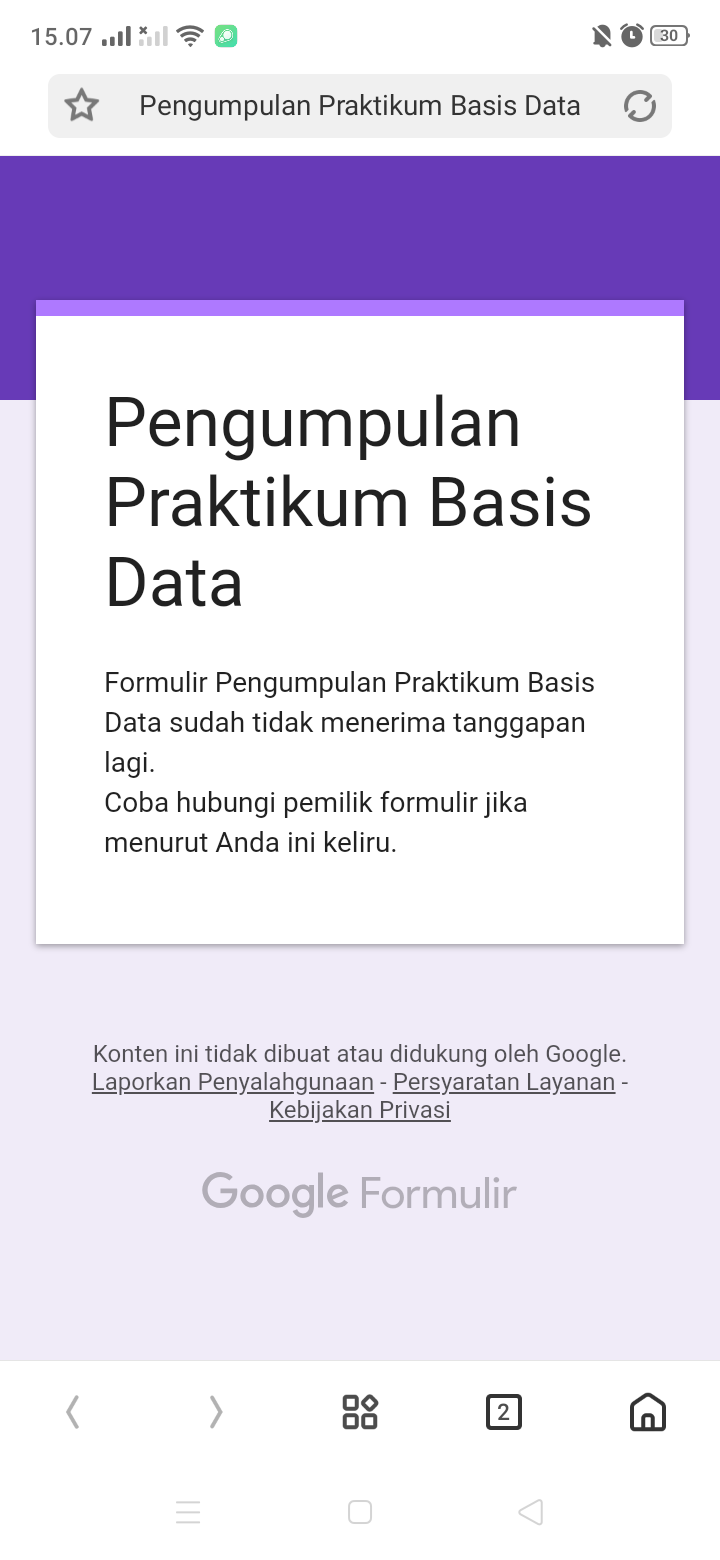 15.07
30
Pengumpulan Praktikum Basis Data
Pengumpulan
Praktikum Basis
Data
Formulir Pengumpulan Praktikum Basis
Data sudah tidak menerima tanggapan
lagi.
Coba hubungi pemilik formulir jika
menurut Anda ini keliru.
Konten ini tidak dibuat atau didukung oleh Google.
Laporkan Penyalahgunaan - Persyaratan Layanan -
Kebijakan Privasi
Google Formulir
2